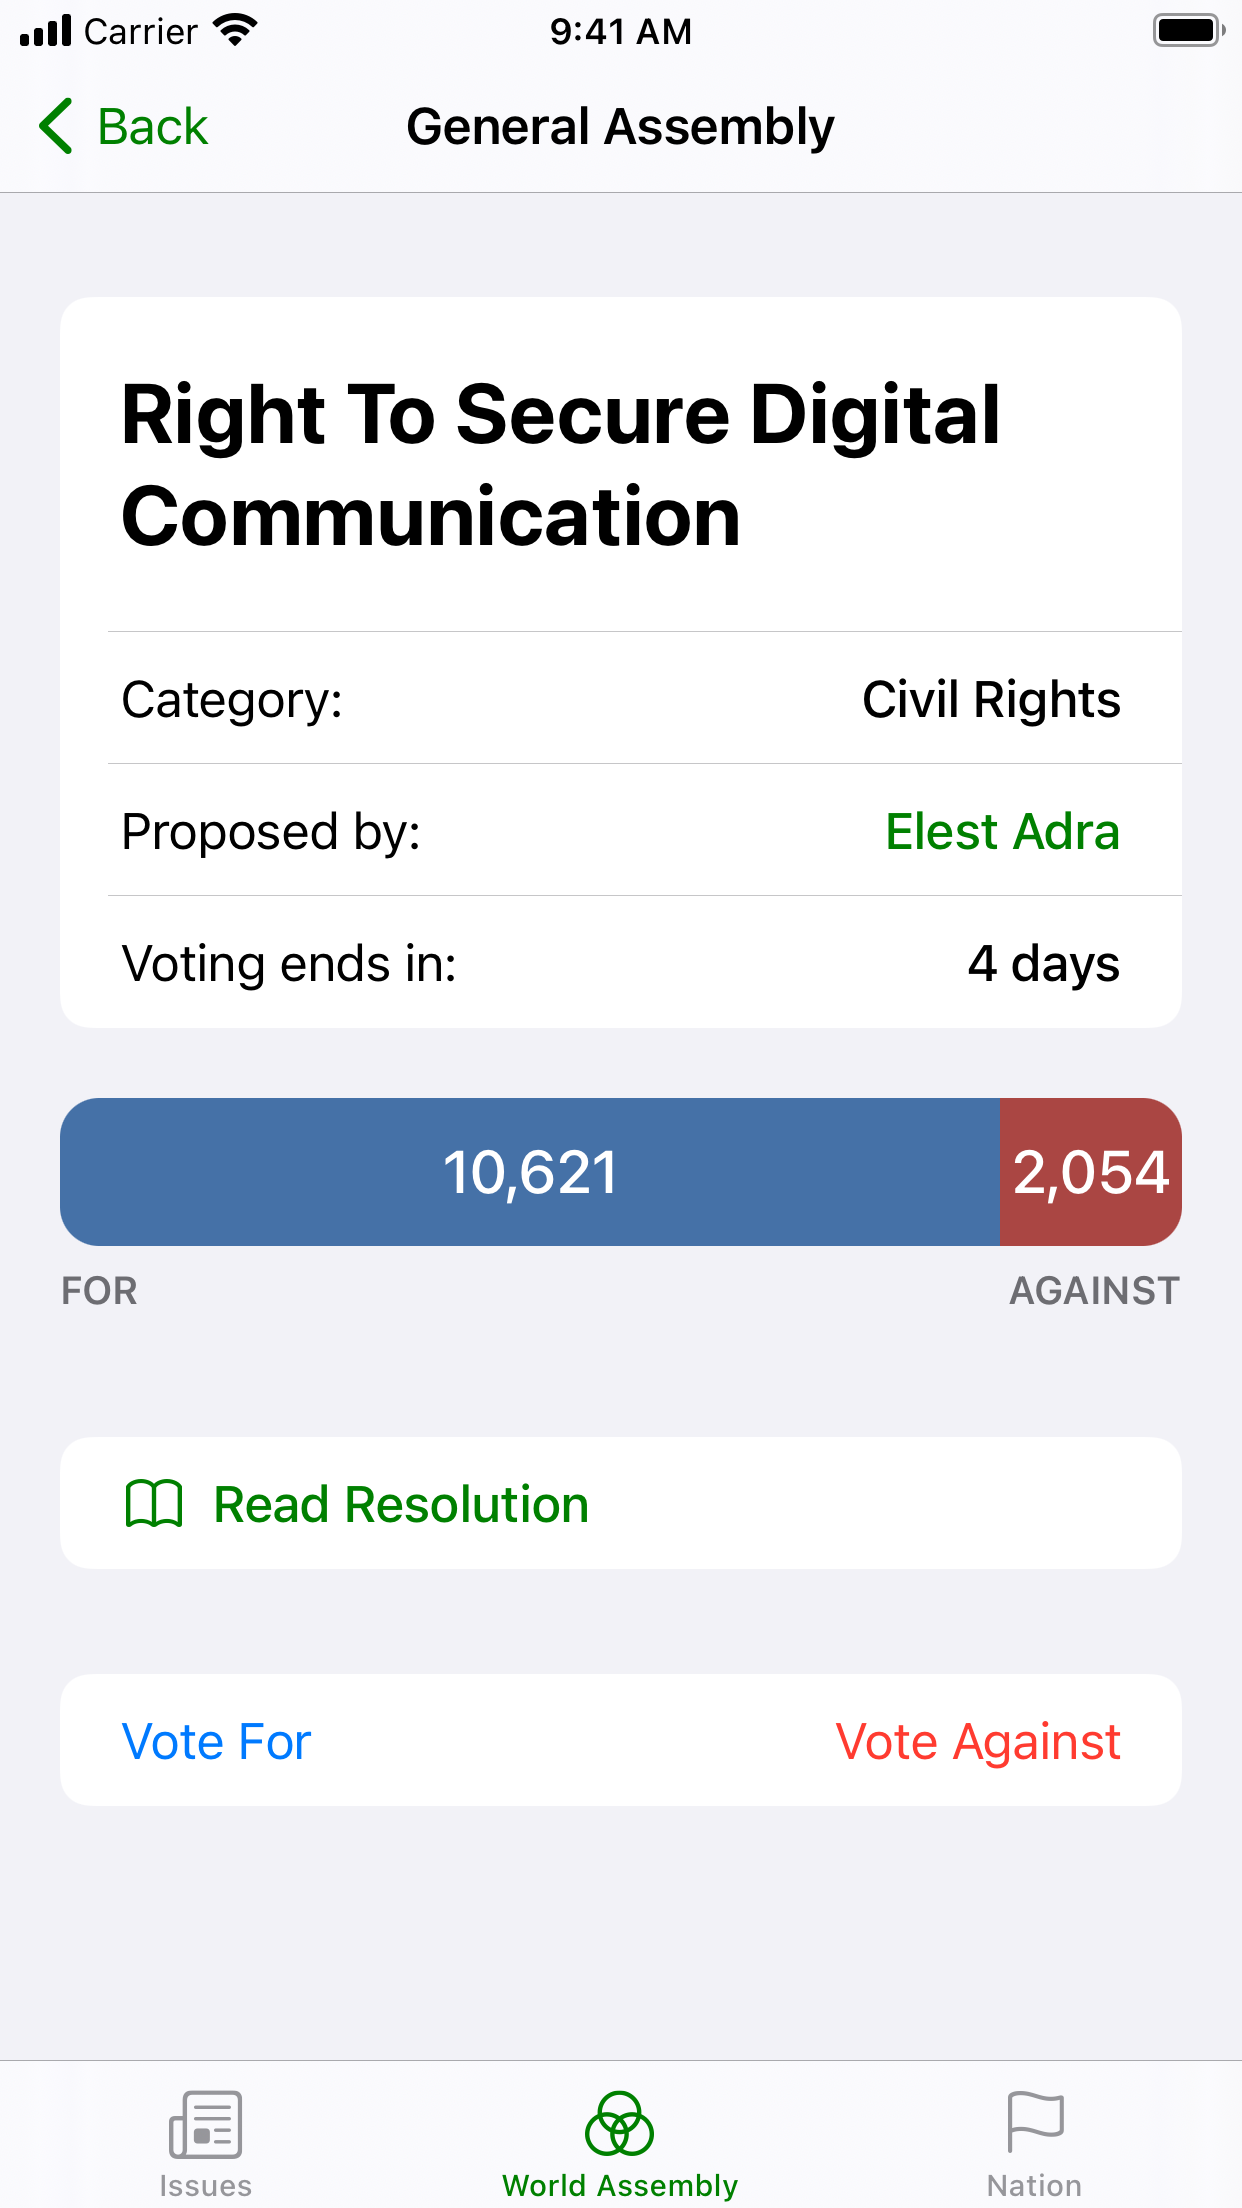 Carrier 9:41 AM
Back General Assembly
Right To Secure Digital
Communication
Category: Civil Rights
Proposed by: Elest Adra
Voting ends in: 4 days
10,621 2,054
FOR AGAINST
Read Resolution
Vote For Vote Against
Issues World Assembly Nation